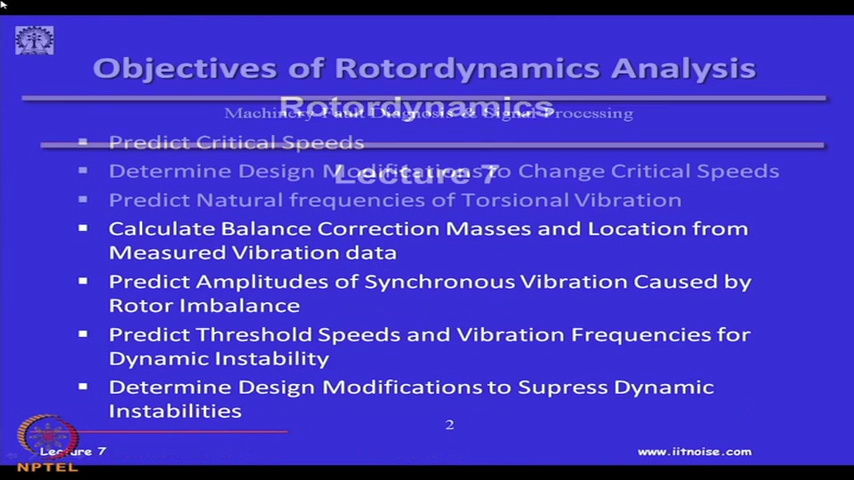 Objectives of Rotordynamics Analysis
Rotordynamics
Machinery Fault Diagnosis & Signal Processing
Predict Critical Speeds
Lecture 7
Determine Design Modifications to Change Critical Speeds
Predict Natural frequencies of Torsional Vibration
Calculate Balance Correction Masses and Location from
Measured Vibration data
Predict Amplitudes of Synchronous Vibration Caused by
Rotor Imbalance
Predict Threshold Speeds and Vibration Frequencies for
Dynamic Instability
Determine Design Modifications to Supress Dynamic
Instabilities
2
Lecture 7
www.iitnoise.com
NPTEL